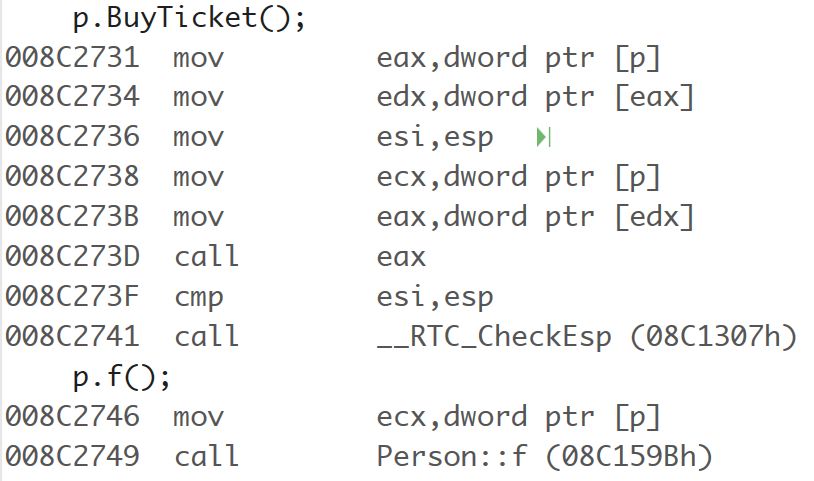 p.BuyTicket();
008C2731 mov eax,dword ptr [p]
008C2734 mov edx,dword ptr [eax]
008C2736 mov esi,esp
008C2738 mov ecx,dword ptr [p]
008C273B mov eax,dword ptr [edx]
008C273D call eax
008C273F cmp esi,esp
008C2741 call __RTC_CheckEsp (08C1307h)
p.f();
008C2746 mov ecx,dword ptr [p]
008C2749 call Person::f (08C159Bh)